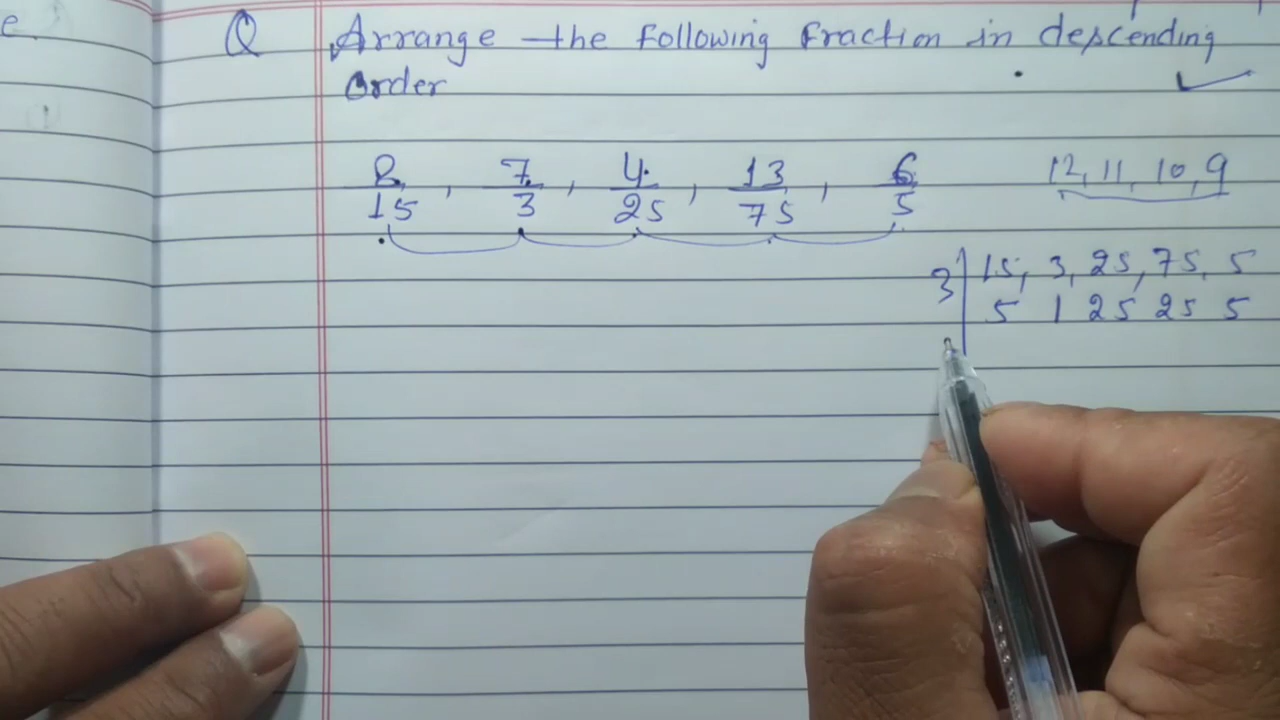 Q Arrange the following fraction in descending
Order
8/15, 7/3, 4/25, 13/75, 6/5
12, 11, 10, 9
3 | 15, 3, 25, 75, 5
5 1 25 25 5